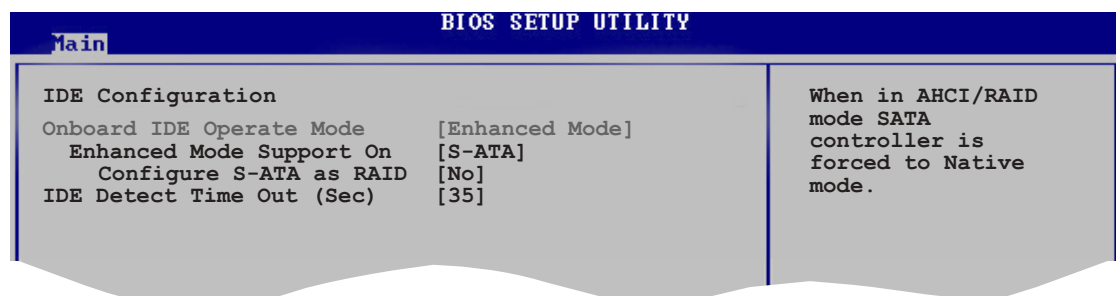 BIOS SETUP UTILITY
Main
IDE Configuration
Onboard IDE Operate Mode [Enhanced Mode]
Enhanced Mode Support On [S-ATA]
Configure S-ATA as RAID [No]
IDE Detect Time Out (Sec) [35]
When in AHCI/RAID
mode SATA
controller is
forced to Native
mode.